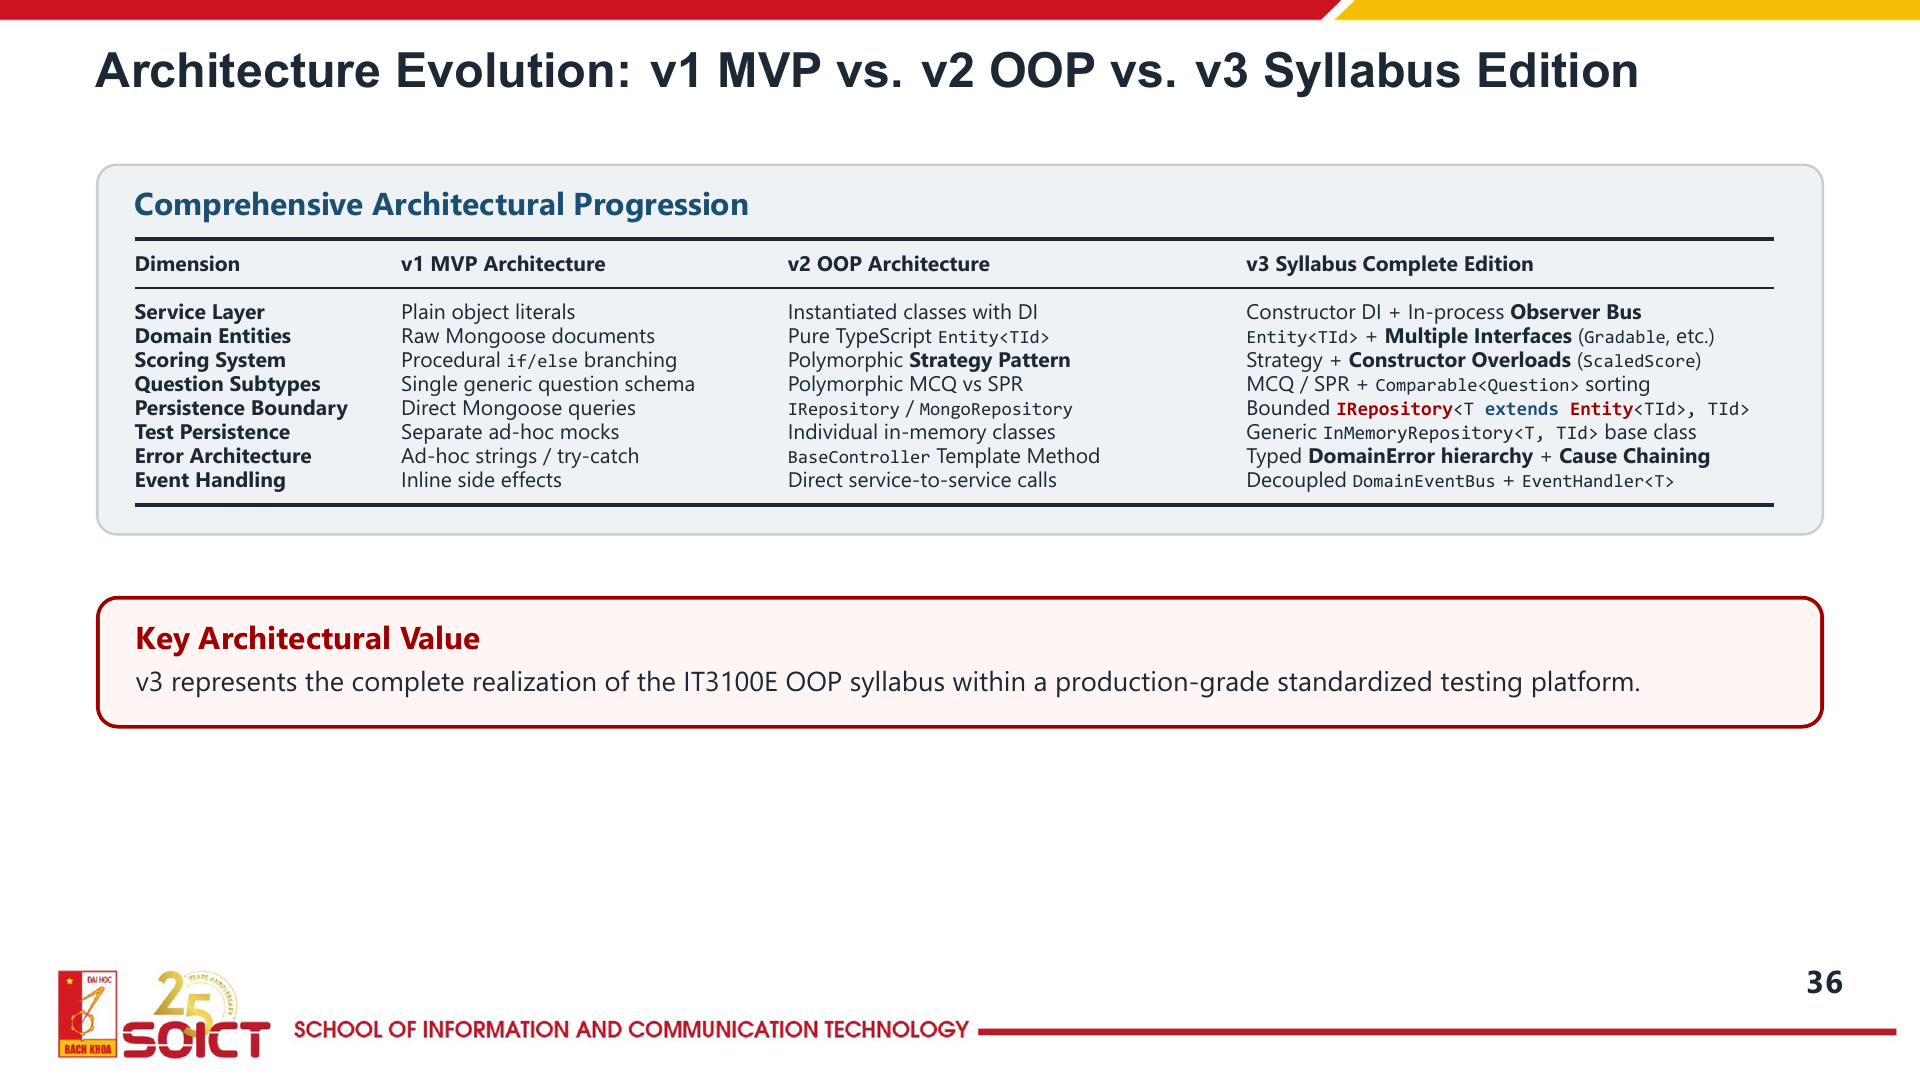 Architecture Evolution: v1 MVP vs. v2 OOP vs. v3 Syllabus Edition
Comprehensive Architectural Progression
Dimension v1 MVP Architecture v2 OOP Architecture v3 Syllabus Complete Edition
Service Layer Plain object literals Instantiated classes with DI Constructor DI + In-process Observer Bus
Domain Entities Raw Mongoose documents Pure TypeScript Entity<TId> Entity<TId> + Multiple Interfaces (Gradable, etc.)
Scoring System Procedural if/else branching Polymorphic Strategy Pattern Strategy + Constructor Overloads (ScaledScore)
Question Subtypes Single generic question schema Polymorphic MCQ vs SPR MCQ / SPR + Comparable<Question> sorting
Persistence Boundary Direct Mongoose queries IRepository / MongoRepository Bounded IRepository<T extends Entity<TId>, TId>
Test Persistence Separate ad-hoc mocks Individual in-memory classes Generic InMemoryRepository<T, TId> base class
Error Architecture Ad-hoc strings / try-catch BaseController Template Method Typed DomainError hierarchy + Cause Chaining
Event Handling Inline side effects Direct service-to-service calls Decoupled DomainEventBus + EventHandler<T>
Key Architectural Value
v3 represents the complete realization of the IT3100E OOP syllabus within a production-grade standardized testing platform.
36
ĐẠI HỌC
BÁCH KHOA
25
YEARS ANNIVERSARY
SOICT
SCHOOL OF INFORMATION AND COMMUNICATION TECHNOLOGY